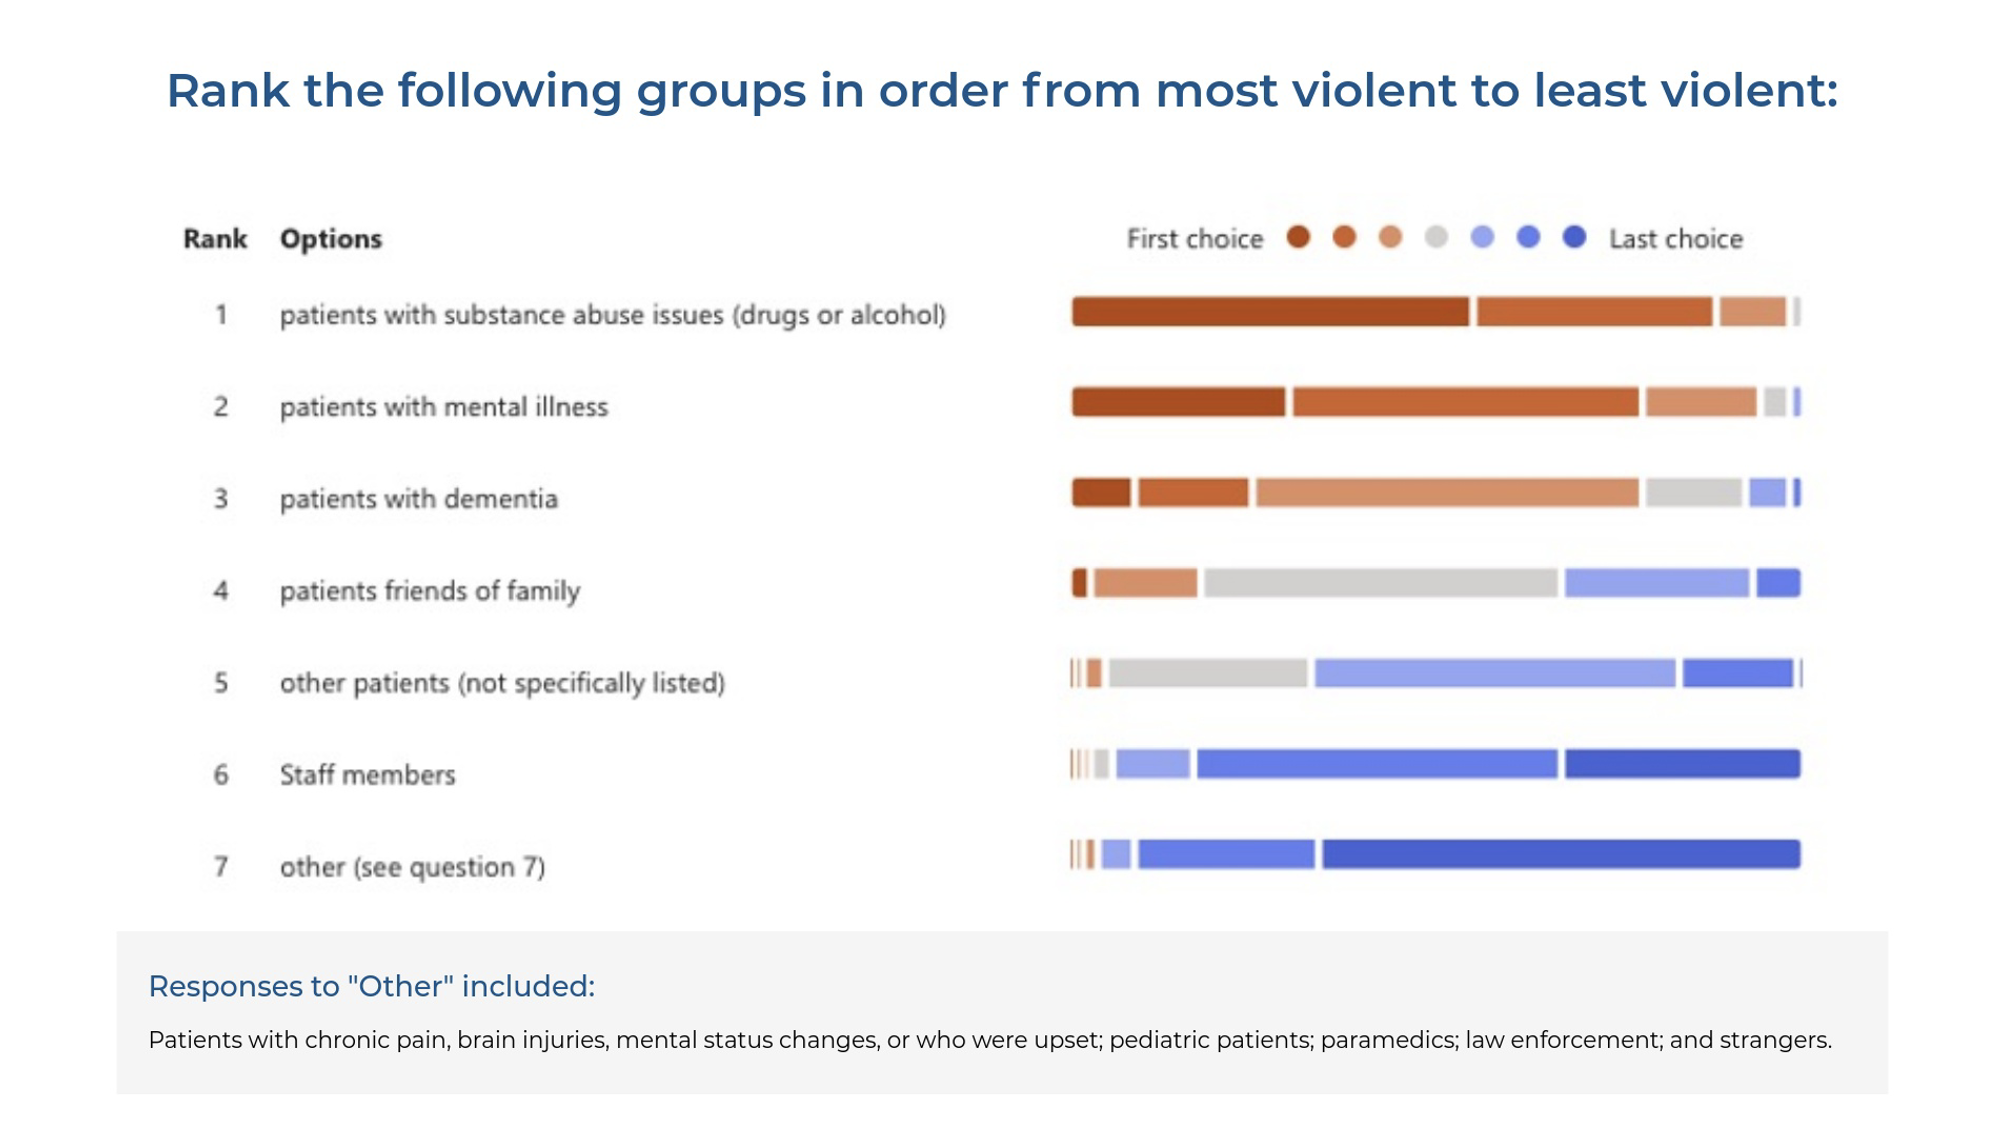 Rank the following groups in order from most violent to least violent:
Rank Options First choice Last choice
1 patients with substance abuse issues (drugs or alcohol)
2 patients with mental illness
3 patients with dementia
4 patients friends of family
5 other patients (not specifically listed)
6 Staff members
7 other (see question 7)
Responses to "Other" included:
Patients with chronic pain, brain injuries, mental status changes, or who were upset; pediatric patients; paramedics; law enforcement; and strangers.